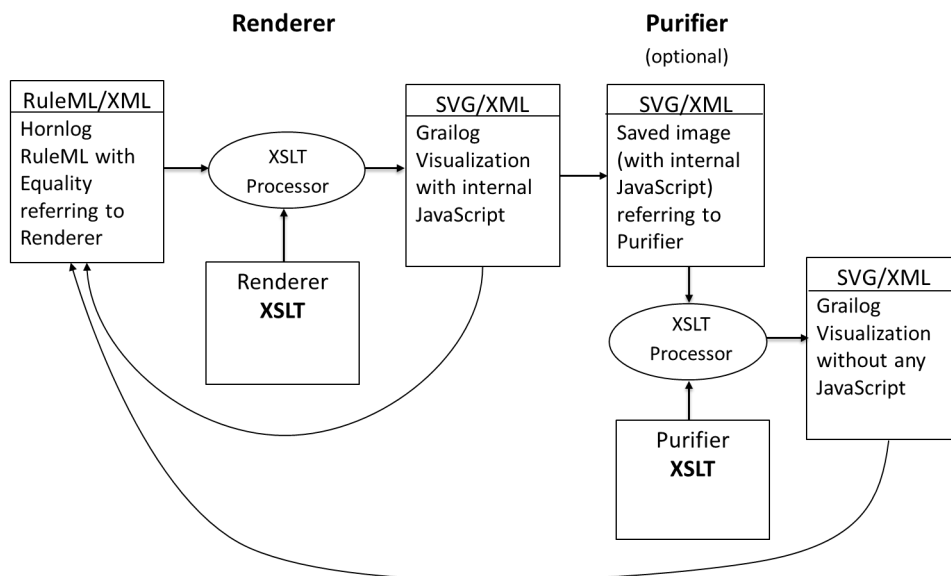 Renderer
Purifier
(optional)
RuleML/XML
Hornlog
RuleML with
Equality
referring to
Renderer
XSLT
Processor
Renderer
XSLT
SVG/XML
Grailog
Visualization
with internal
JavaScript
SVG/XML
Saved image
(with internal
JavaScript)
referring to
Purifier
XSLT
Processor
Purifier
XSLT
SVG/XML
Grailog
Visualization
without any
JavaScript